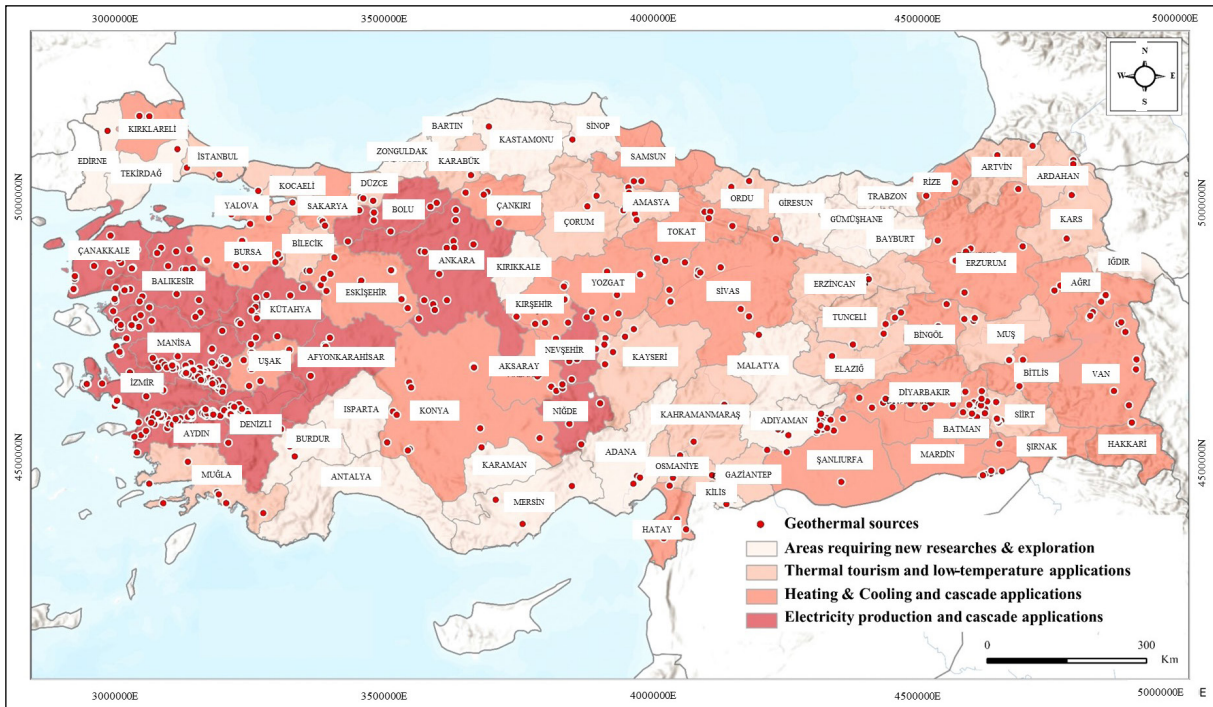 3000000E 3500000E 4000000E 4500000E 5000000E
N
W E
S
KIRKLARELİ
EDİRNE
TEKİRDAĞ
İSTANBUL
KOCAELİ
YALOVA
SAKARYA
DÜZCE
ZONGULDAK
BARTIN
KARABÜK
KASTAMONU
SİNOP
SAMSUN
BOLU
ÇANKIRI
ÇORUM
AMASYA
ORDU
TOKAT
GİRESUN
TRABZON
GÜMÜŞHANE
BAYBURT
RİZE
ARTVİN
ARDAHAN
KARS
IĞDIR
AĞRI
ERZURUM
ERZİNCAN
ÇANAKKALE
BALIKESİR
BURSA
BİLECİK
ESKİŞEHİR
KÜTAHYA
ANKARA
KIRIKKALE
KIRŞEHİR
YOZGAT
SİVAS
TUNCELİ
BİNGÖL
MUŞ
BİTLİS
VAN
MANİSA
UŞAK
AFYONKARAHİSAR
İZMİR
AYDIN
DENİZLİ
ISPARTA
BURDUR
MUĞLA
ANTALYA
KONYA
AKSARAY
NEVŞEHİR
NİĞDE
KAYSERİ
MALATYA
ELAZIĞ
DİYARBAKIR
BATMAN
SİİRT
ŞIRNAK
HAKKARİ
MARDİN
ŞANLIURFA
ADIYAMAN
KAHRAMANMARAŞ
GAZİANTEP
KİLİS
OSMANİYE
ADANA
HATAY
MERSİN
KARAMAN
5000000N
4500000N
5000000N
4500000N
Geothermal sources
Areas requiring new researches & exploration
Thermal tourism and low-temperature applications
Heating & Cooling and cascade applications
Electricity production and cascade applications
0 300
Km
3000000E 3500000E 4000000E 4500000E 5000000E E